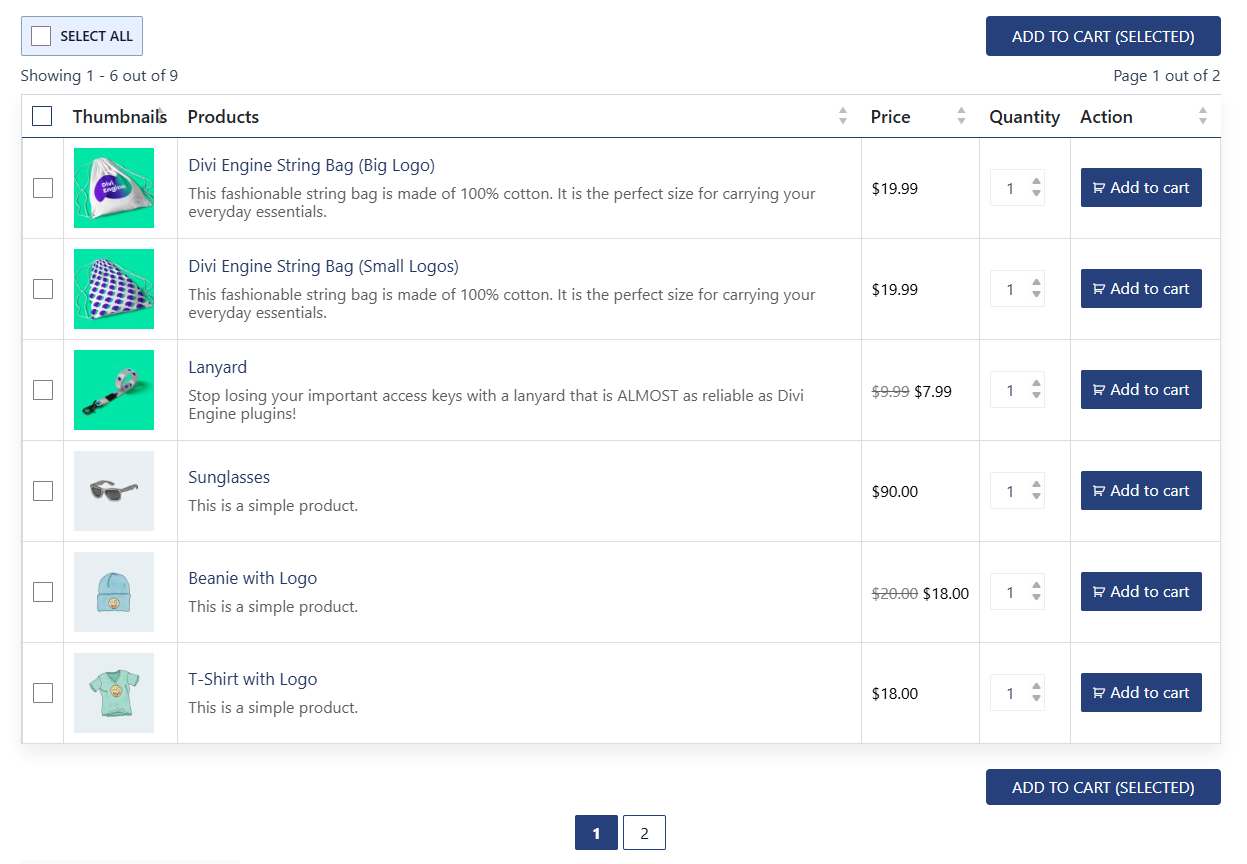 SELECT ALL
ADD TO CART (SELECTED)
Showing 1 - 6 out of 9
Page 1 out of 2
Thumbnails Products Price Quantity Action
Divi Engine
Divi Engine String Bag (Big Logo)
This fashionable string bag is made of 100% cotton. It is the perfect size for carrying your
everyday essentials.
$19.99
1
Add to cart
Divi Engine String Bag (Small Logos)
This fashionable string bag is made of 100% cotton. It is the perfect size for carrying your
everyday essentials.
$19.99
1
Add to cart
Lanyard
Stop losing your important access keys with a lanyard that is ALMOST as reliable as Divi
Engine plugins!
$9.99 $7.99
1
Add to cart
Sunglasses
This is a simple product.
$90.00
1
Add to cart
Beanie with Logo
This is a simple product.
$20.00 $18.00
1
Add to cart
T-Shirt with Logo
This is a simple product.
$18.00
1
Add to cart
ADD TO CART (SELECTED)
1 2